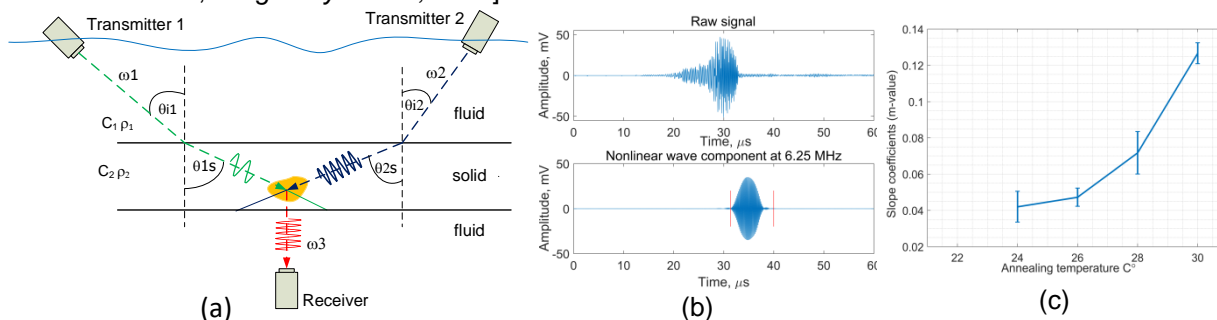 Transmitter 1
Transmitter 2
ω1
ω2
θi1
θi2
fluid
C1 ρ1
C2 ρ2
θ1s
θ2s
solid
fluid
ω3
Receiver
(a)
Raw signal
Amplitude, mV
50
0
-50
0 10 20 30 40 50 60
Time, μs
Nonlinear wave component at 6.25 MHz
Amplitude, mV
50
0
-50
0 10 20 30 40 50 60
Time, μs
(b)
Slope coefficients (m-value)
0.14
0.12
0.1
0.08
0.06
0.04
0.02
22 24 26 28 30
Annealing temperature C°
(c)